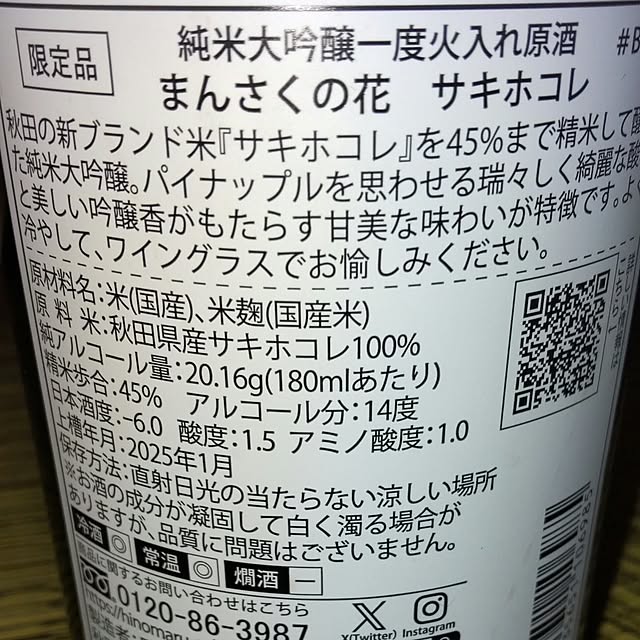 限定品
純米大吟醸一度火入れ原酒 #B
まんさくの花 サキホコレ
秋田の新ブランド米『サキホコレ』を45%まで精米して
た純米大吟醸。パイナップルを思わせる瑞々しく綺麗な酸
と美しい吟醸香がもたらす甘美な味わいが特徴です。よ
冷やして、ワイングラスでお愉しみください。
原材料名:米(国産)、米麹(国産米)
原料米:秋田県産サキホコレ100%
純アルコール量:20.16g(180mlあたり)
精米歩合:45% アルコール分:14度
日本酒度:-6.0 酸度:1.5 アミノ酸度:1.0
上槽年月:2025年1月
保存方法:直射日光の当たらない涼しい場所
※お酒の成分が凝固して白く濁る場合が
ありますが、品質に問題はございません。
冷酒 ◎ 常温 ◎ 燗酒 —
商品に関するお問い合わせはこちら
0120-86-3987
https://hinomaru
X(Twitter) Instagram
製造者: